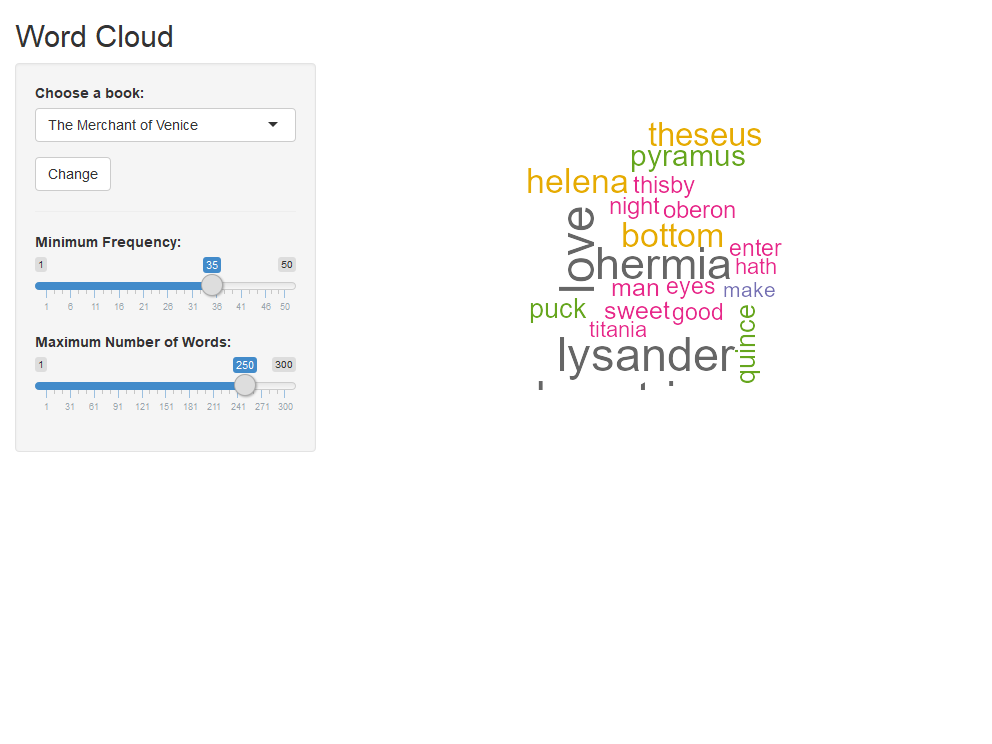 Word Cloud
Choose a book:
The Merchant of Venice
Change
Minimum Frequency:
1 35 50
1 6 11 16 21 26 31 36 41 46 50
Maximum Number of Words:
1 250 300
1 31 61 91 121 151 181 211 241 271 300
theseus
pyramus
helena thisby
night oberon
bottom
love
hermia
enter
hath
man eyes make
puck sweet good
titania
quince
lysander